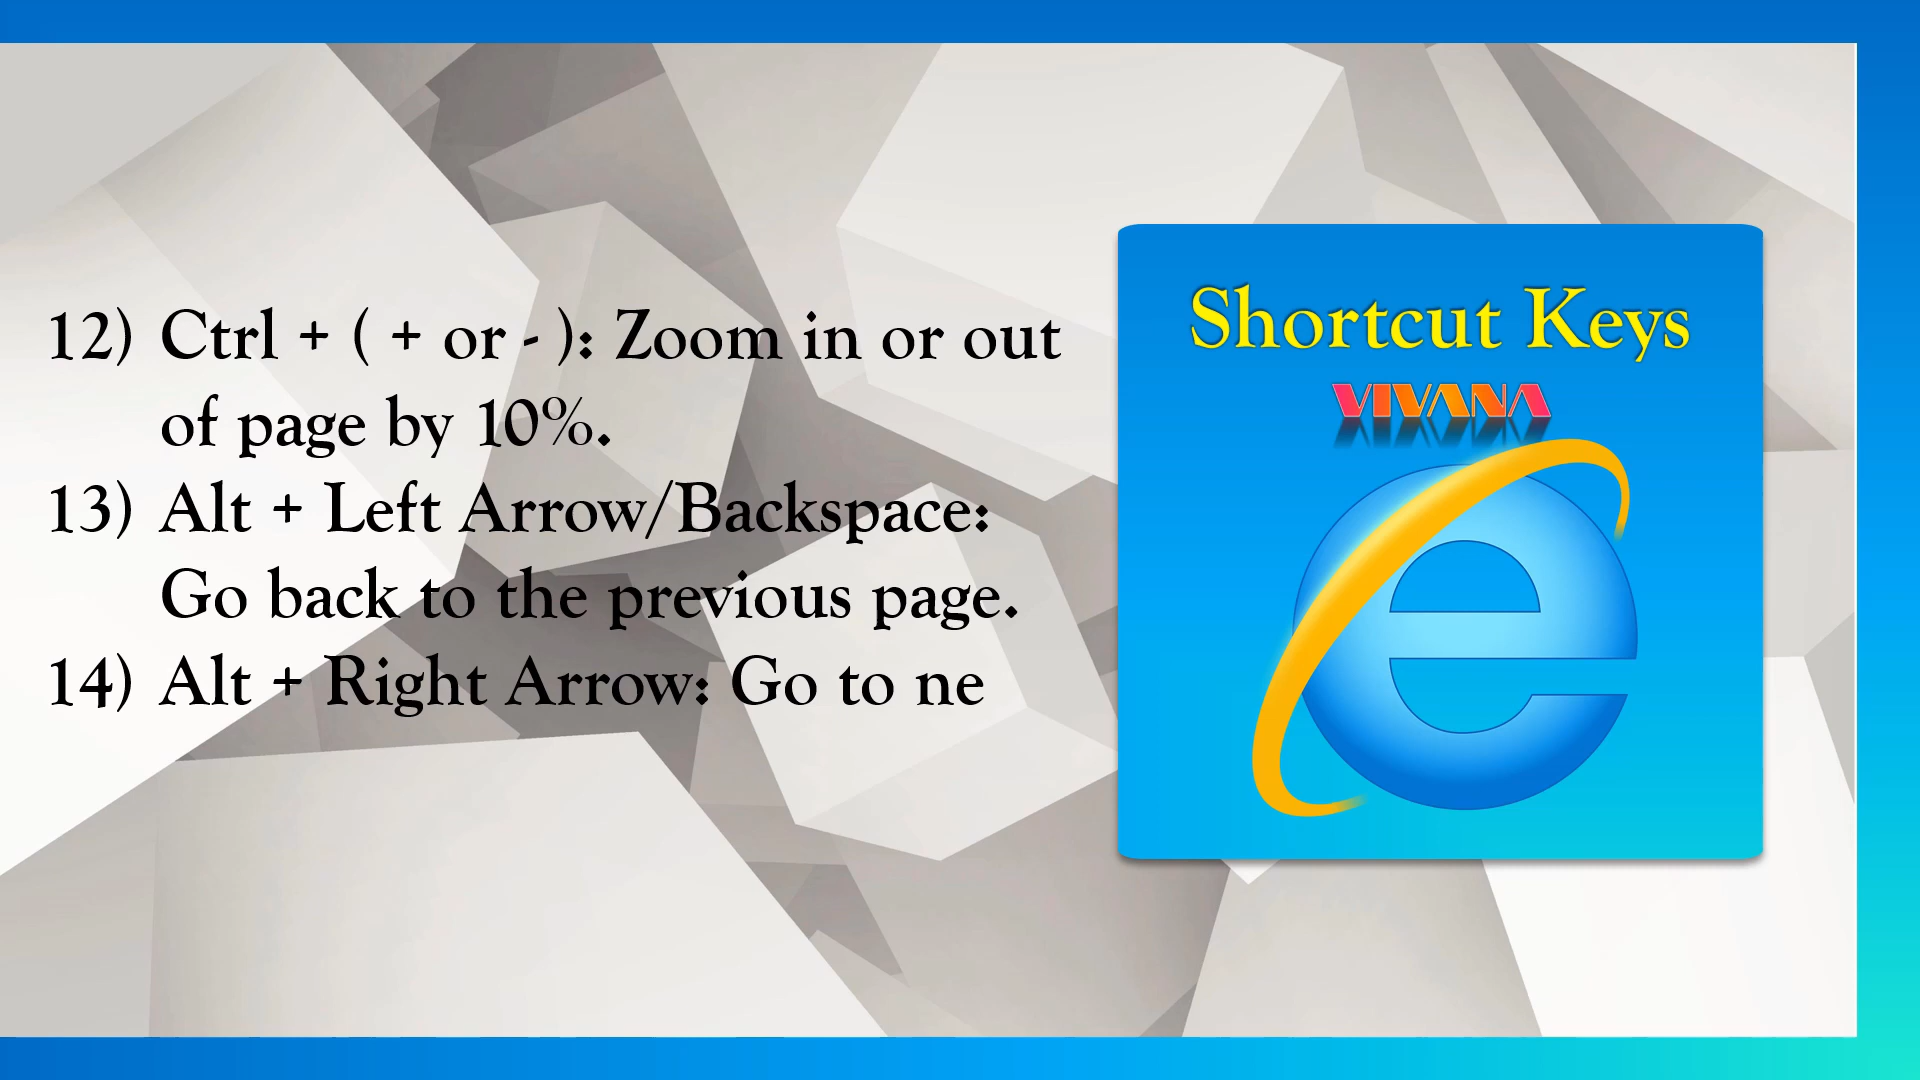 12) Ctrl + ( + or - ): Zoom in or out
of page by 10%.
13) Alt + Left Arrow/Backspace:
Go back to the previous page.
14) Alt + Right Arrow: Go to ne
Shortcut Keys
VIVANA